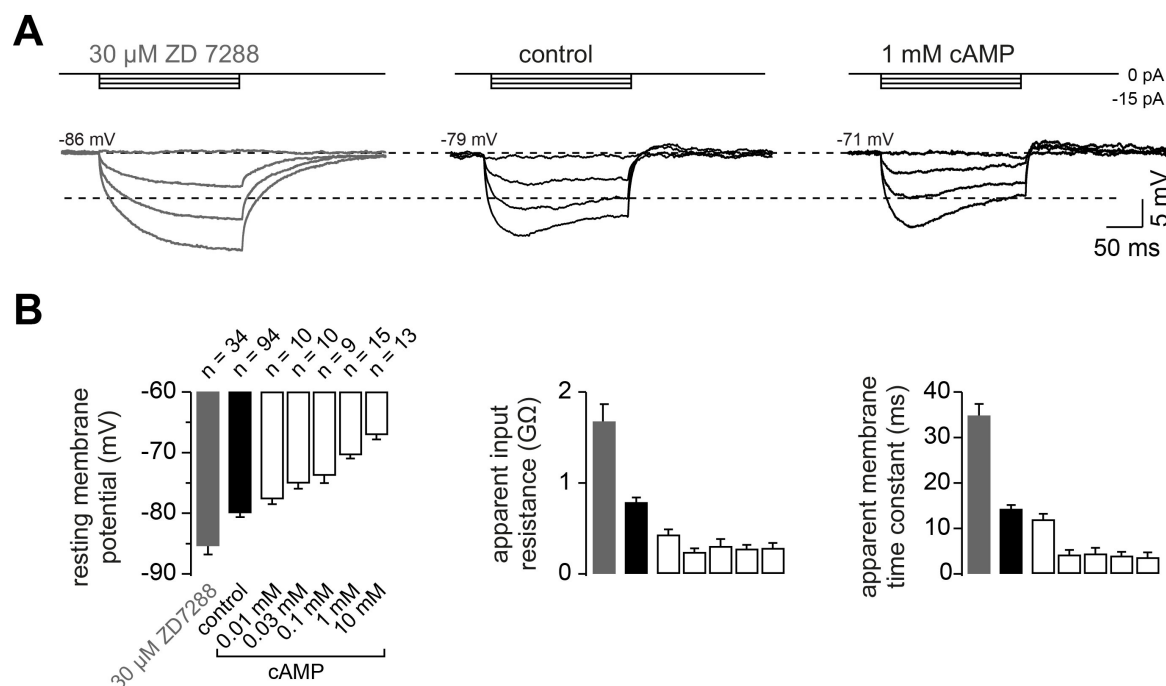 A
30 µM ZD 7288
control
1 mM cAMP
0 pA
-15 pA
-86 mV
-79 mV
-71 mV
5 mV
50 ms
B
n = 34
n = 94
n = 10
n = 10
n = 9
n = 15
n = 13
resting membrane
potential (mV)
-60
-70
-80
-90
30 µM ZD7288
control
0.01 mM
0.03 mM
0.1 mM
1 mM
10 mM
cAMP
apparent input
resistance (GΩ)
2
1
0
apparent membrane
time constant (ms)
40
30
20
10
0